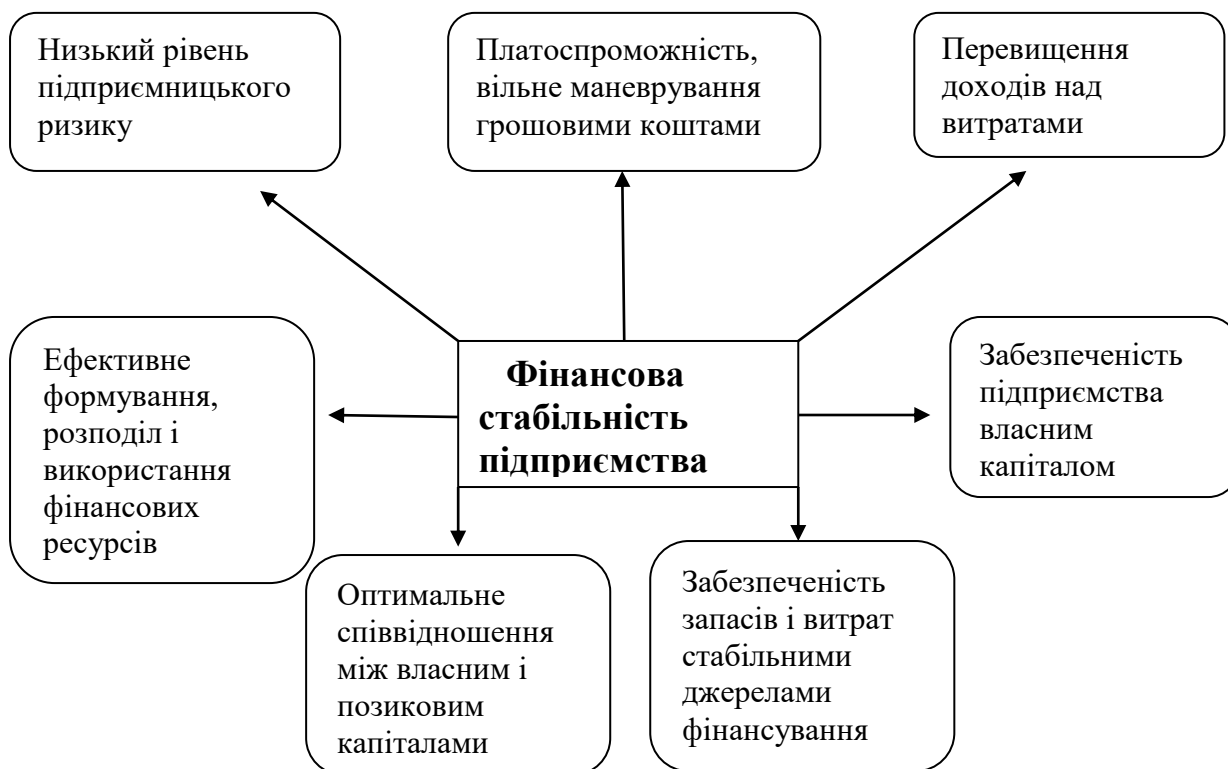 Низький рівень
підприємницького
ризику
Платоспроможність,
вільне маневрування
грошовими коштами
Перевищення
доходів над
витратами
Ефективне
формування,
розподіл і
використання
фінансових
ресурсів
Фінансова
стабільність
підприємства
Забезпеченість
підприємства
власним
капіталом
Оптимальне
співвідношення
між власним і
позиковим
капіталами
Забезпеченість
запасів і витрат
стабільними
джерелами
фінансування